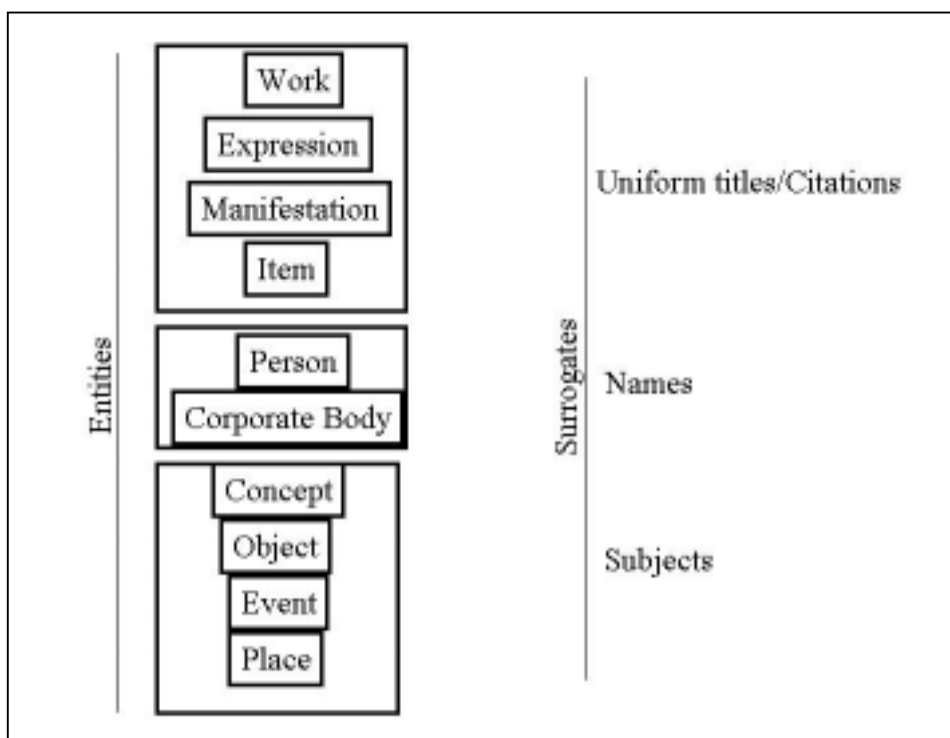 Entities
Work
Expression
Manifestation
Item
Person
Corporate Body
Concept
Object
Event
Place
Surrogates
Uniform titles/Citations
Names
Subjects